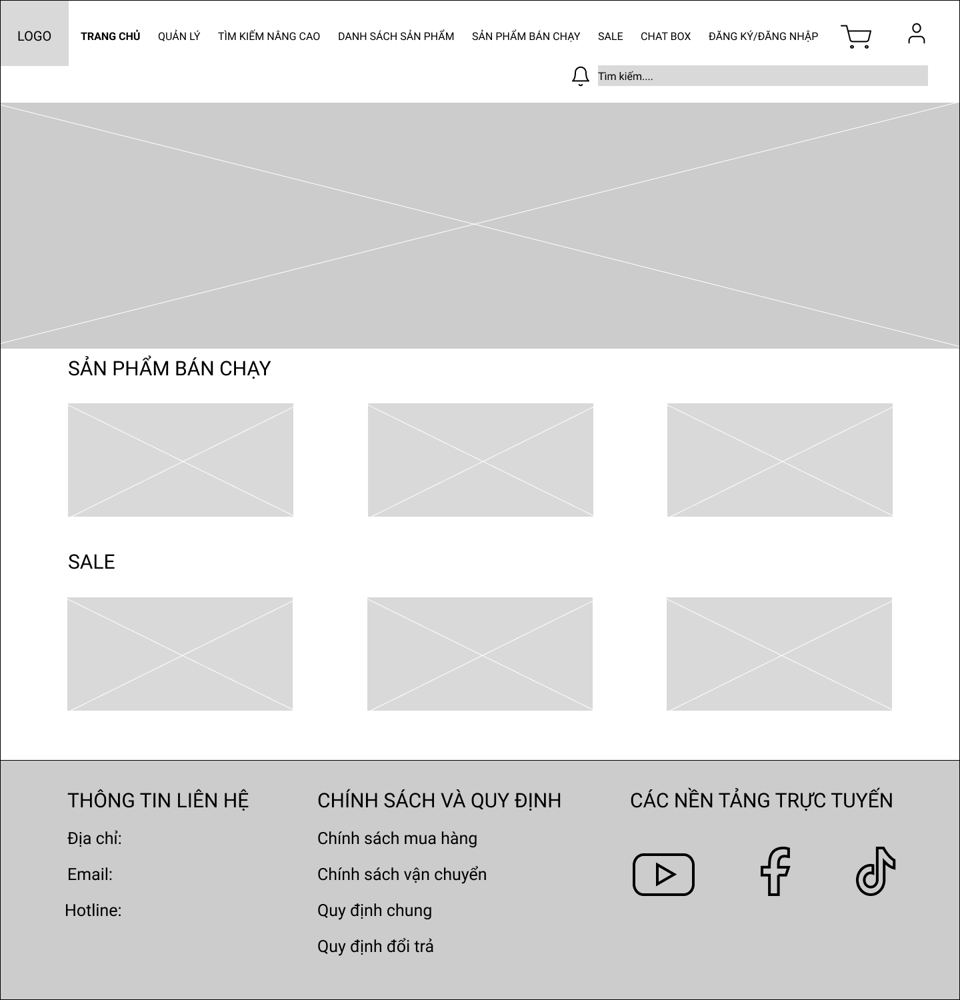 LOGO
TRANG CHỦ QUẢN LÝ TÌM KIẾM NÂNG CAO DANH SÁCH SẢN PHẨM SẢN PHẨM BÁN CHẠY SALE CHAT BOX ĐĂNG KÝ/ĐĂNG NHẬP
Tìm kiếm....
SẢN PHẨM BÁN CHẠY
SALE
THÔNG TIN LIÊN HỆ
Địa chỉ:
Email:
Hotline:
CHÍNH SÁCH VÀ QUY ĐỊNH
Chính sách mua hàng
Chính sách vận chuyển
Quy định chung
Quy định đổi trả
CÁC NỀN TẢNG TRỰC TUYẾN